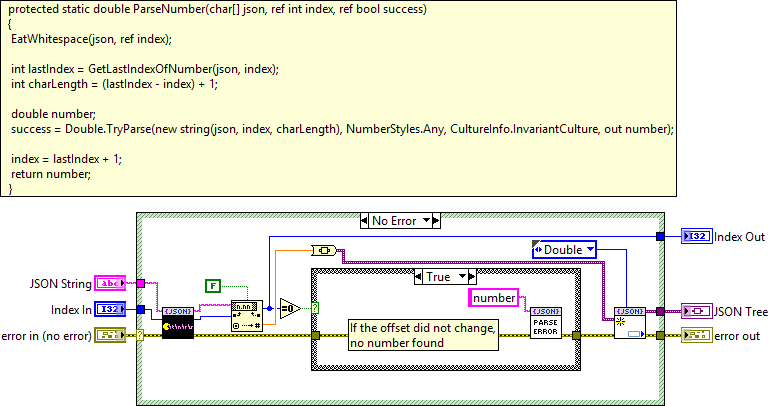 protected static double ParseNumber(char[] json, ref int index, ref bool success)
{
EatWhitespace(json, ref index);
int lastIndex = GetLastIndexOfNumber(json, index);
int charLength = (lastIndex - index) + 1;
double number;
success = Double.TryParse(new string(json, index, charLength), NumberStyles.Any, CultureInfo.InvariantCulture, out number);
index = lastIndex + 1;
return number;
}
No Error
Double
I32
Index Out
True
JSON String
abc
F
n.nn
=0
number
Index In
I32
{JSON}
{JSON}
PARSE
ERROR
{JSON}
JSON Tree
error in (no error)
If the offset did not change,
no number found
error out